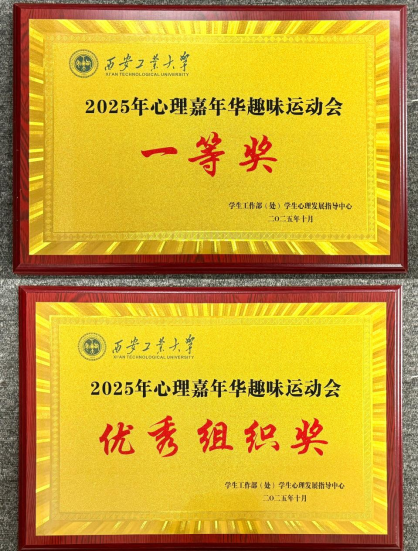 西安工业大学
XI'AN TECHNOLOGICAL UNIVERSITY
2025年心理嘉年华趣味运动会
一等奖
学生工作部（处）学生心理发展指导中心
二〇二五年十月
西安工业大学
XI'AN TECHNOLOGICAL UNIVERSITY
2025年心理嘉年华趣味运动会
优秀组织奖
学生工作部（处）学生心理发展指导中心
二〇二五年十月